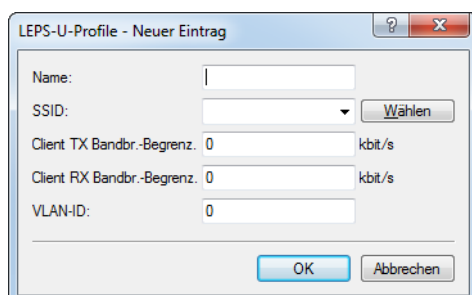 LEPS-U-Profile - Neuer Eintrag
Name:
SSID: Wählen
Client TX Bandbr.-Begrenz. 0 kbit/s
Client RX Bandbr.-Begrenz. 0 kbit/s
VLAN-ID: 0
OK Abbrechen